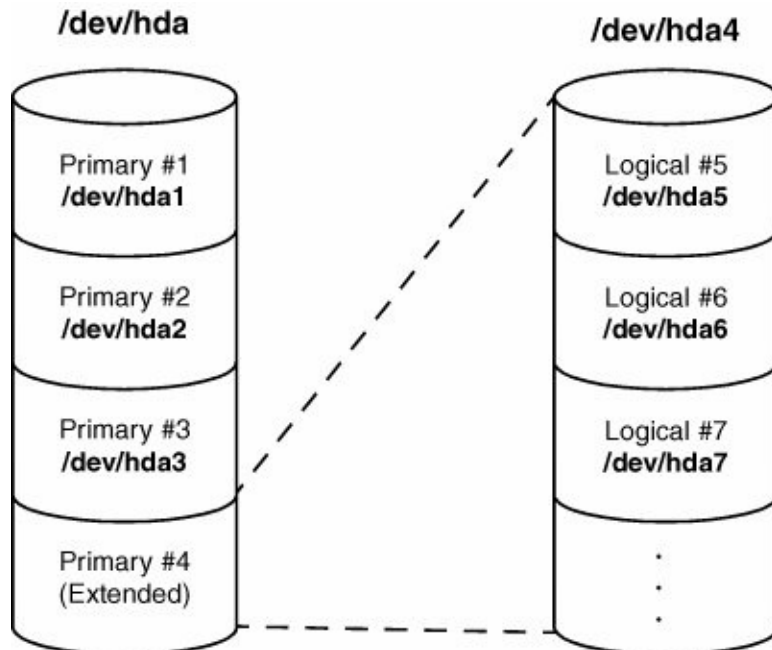 /dev/hda
Primary #1
/dev/hda1
Primary #2
/dev/hda2
Primary #3
/dev/hda3
Primary #4
(Extended)
/dev/hda4
Logical #5
/dev/hda5
Logical #6
/dev/hda6
Logical #7
/dev/hda7
.
.
.